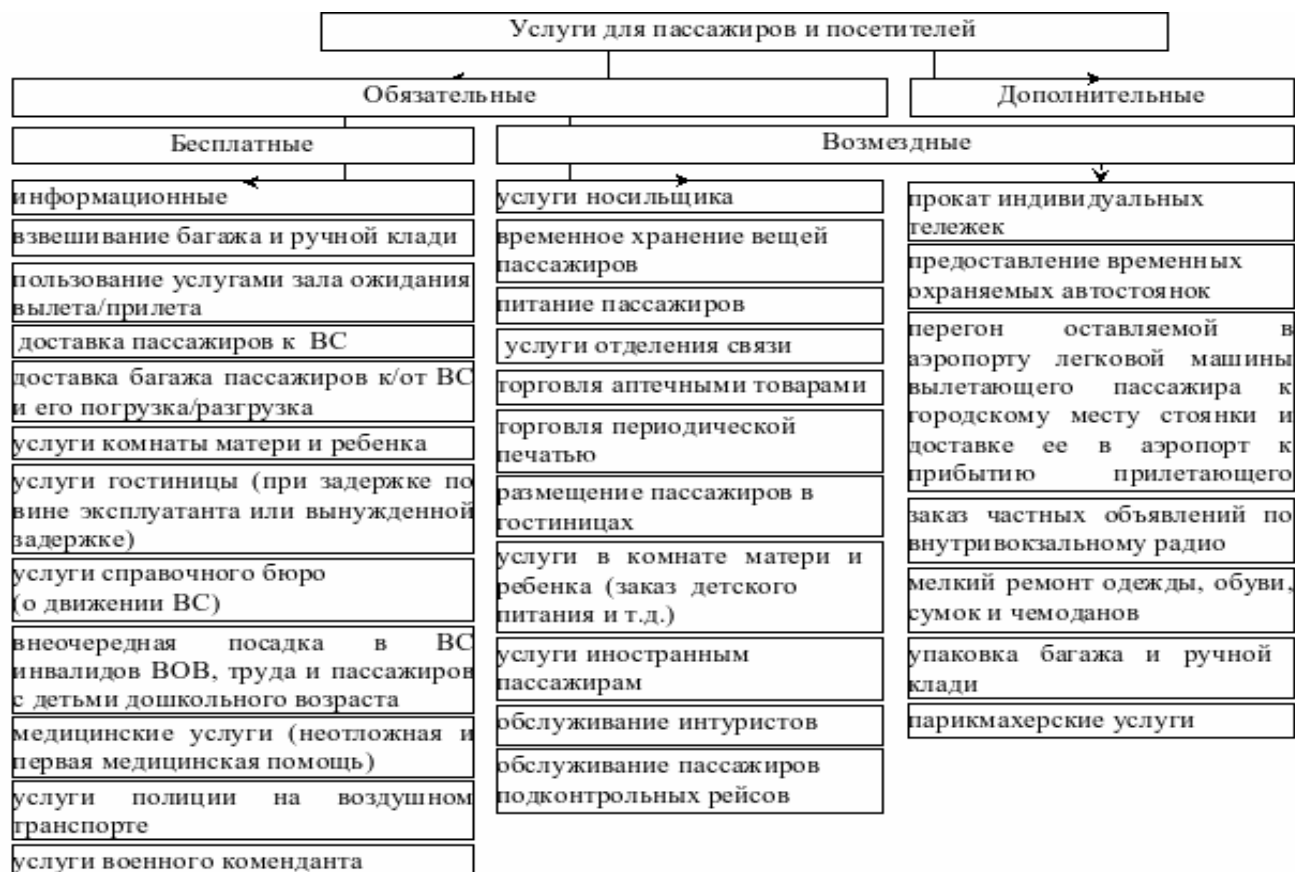 Услуги для пассажиров и посетителей
Обязательные
Дополнительные
Бесплатные
Возмездные
информационные
взвешивание багажа и ручной клади
пользование услугами зала ожидания
вылета/прилета
доставка пассажиров к ВС
доставка багажа пассажиров к/от ВС
и его погрузка/разгрузка
услуги комнаты матери и ребенка
услуги гостиницы (при задержке по
вине эксплуатанта или вынужденной
задержке)
услуги справочного бюро
(о движении ВС)
внеочередная посадка в ВС
инвалидов ВОВ, труда и пассажиров
с детьми дошкольного возраста
медицинские услуги (неотложная и
первая медицинская помощь)
услуги полиции на воздушном
транспорте
услуги военного коменданта
услуги носильщика
временное хранение вещей
пассажиров
питание пассажиров
услуги отделения связи
торговля аптечными товарами
торговля периодической
печатью
размещение пассажиров в
гостиницах
услуги в комнате матери и
ребенка (заказ детского
питания и т.д.)
услуги иностранным
пассажирам
обслуживание интуристов
обслуживание пассажиров
подконтрольных рейсов
прокат индивидуальных
тележек
предоставление временных
охраняемых автостоянок
перегон оставляемой в
аэропорту легковой машины
вылетающего пассажира к
городскому месту стоянки и
доставке ее в аэропорт к
прибытию прилетающего
заказ частных объявлений по
внутривокзальному радио
мелкий ремонт одежды, обуви,
сумок и чемоданов
упаковка багажа и ручной
клади
парикмахерские услуги